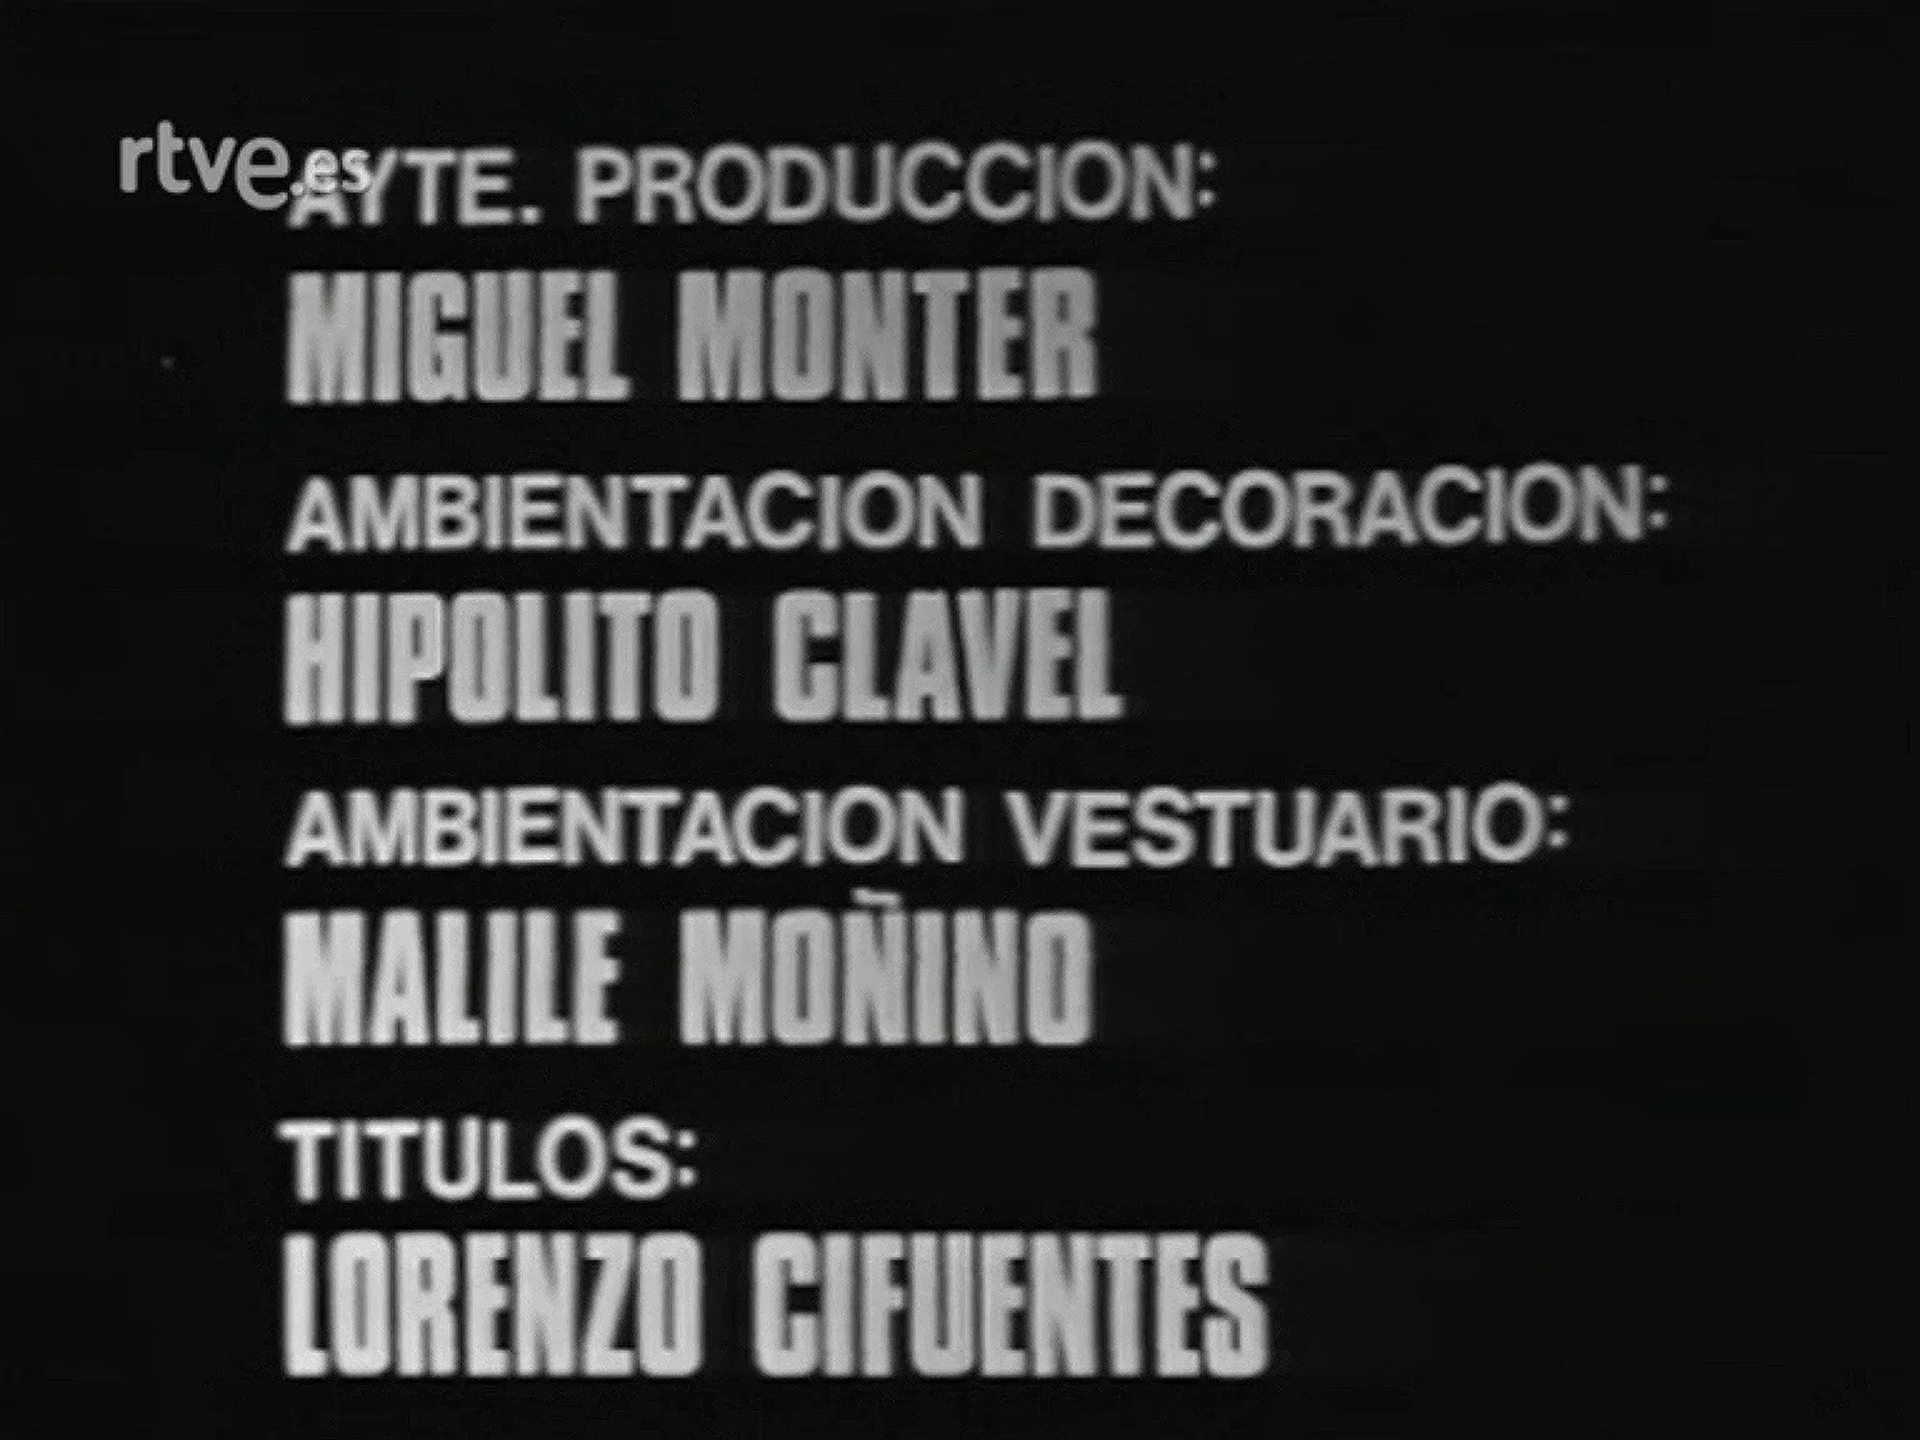 rtve.es
AYTE. PRODUCCION:
MIGUEL MONTER
AMBIENTACION DECORACION:
HIPOLITO CLAVEL
AMBIENTACION VESTUARIO:
MALILE MOÑINO
TITULOS:
LORENZO CIFUENTES